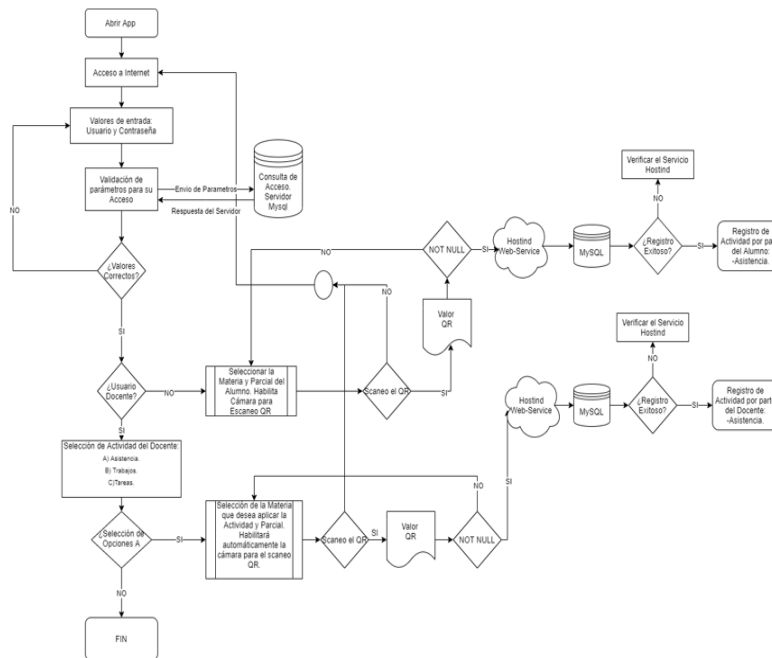 Abrir App
Acceso a Internet
Valores de entrada:
Usuario y Contraseña
Validación de
parámetros para su
Acceso
Envio de Parametros
Respuesta del Servidor
Consulta de
Acceso.
Servidor
Mysql
NO
¿Valores
Correctos?
SI
¿Usuario
Docente?
NO
SI
Seleccionar la
Materia y Parcial del
Alumno. Habilita
Cámara para
Escaneo QR
Scaneo el QR
NO
SI
Valor
QR
NOT NULL
NO
SI
Hostind
Web-Service
MySQL
¿Registro
Exitoso?
NO
Verificar el Servicio
Hostind
SI
Registro de
Actividad por part
del Alumno:
-Asistencia.
Selección de Actividad del Docente:
A) Asistencia.
B) Trabajos.
C)Tareas.
¿Selección de
Opciones A
SI
NO
FIN
Selección de la Materia
que desea aplicar la
Actividad y Parcial.
Habilitará
automáticamente la
cámara para el scaneo
QR.
Scaneo el QR
SI
Valor
QR
NOT NULL
NO
SI
Hostind
Web-Service
MySQL
¿Registro
Exitoso?
NO
Verificar el Servicio
Hostind
SI
Registro de
Actividad por parte
del Docente:
-Asistencia.